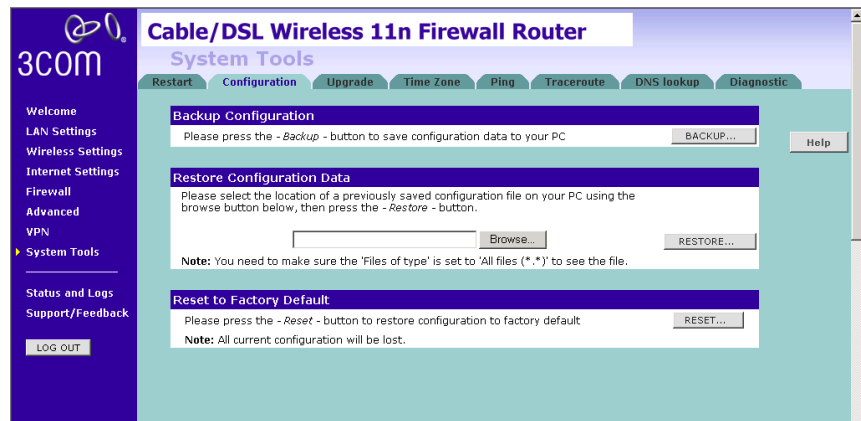 3COM
Cable/DSL Wireless 11n Firewall Router
System Tools
Restart Configuration Upgrade Time Zone Ping Traceroute DNS lookup Diagnostic
Welcome
LAN Settings
Wireless Settings
Internet Settings
Firewall
Advanced
VPN
System Tools
Status and Logs
Support/Feedback
LOG OUT
Backup Configuration
Please press the - Backup - button to save configuration data to your PC
BACKUP...
Help
Restore Configuration Data
Please select the location of a previously saved configuration file on your PC using the
browse button below, then press the - Restore - button.
Browse...
RESTORE...
Note: You need to make sure the 'Files of type' is set to 'All files (*.*)' to see the file.
Reset to Factory Default
Please press the - Reset - button to restore configuration to factory default
RESET...
Note: All current configuration will be lost.